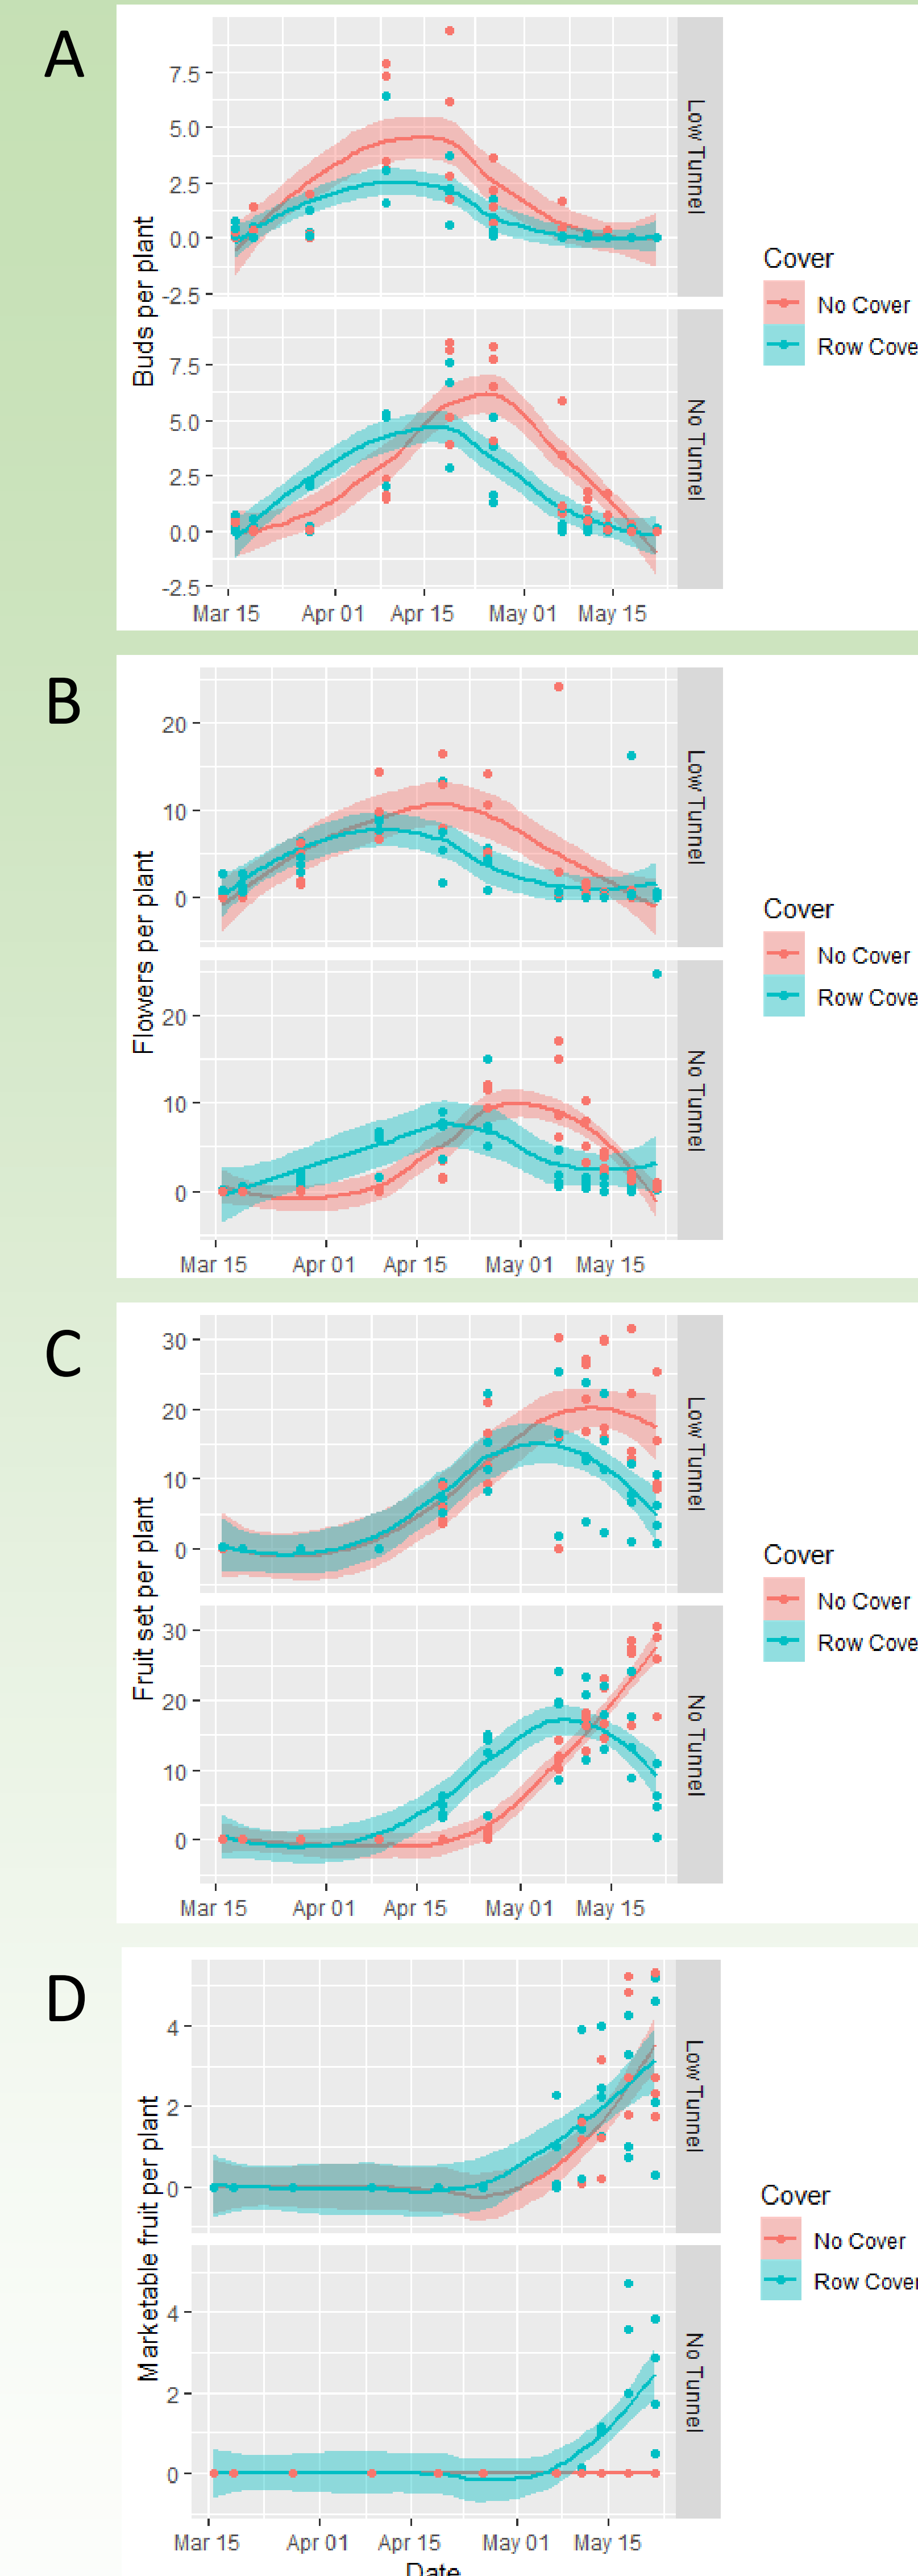 A
7.5
5.0
2.5
0.0
-2.5
Low Tunnel
7.5
5.0
2.5
0.0
-2.5
No Tunnel
Buds per plant
Mar 15 Apr 01 Apr 15 May 01 May 15
Cover
No Cover
Row Cove
B
20
10
0
Low Tunnel
20
10
0
No Tunnel
Flowers per plant
Mar 15 Apr 01 Apr 15 May 01 May 15
Cover
No Cover
Row Cove
C
30
20
10
0
Low Tunnel
30
20
10
0
No Tunnel
Fruit set per plant
Mar 15 Apr 01 Apr 15 May 01 May 15
Cover
No Cover
Row Cove
D
4
2
0
Low Tunnel
4
2
0
No Tunnel
Marketable fruit per plant
Mar 15 Apr 01 Apr 15 May 01 May 15
Date
Cover
No Cover
Row Cover